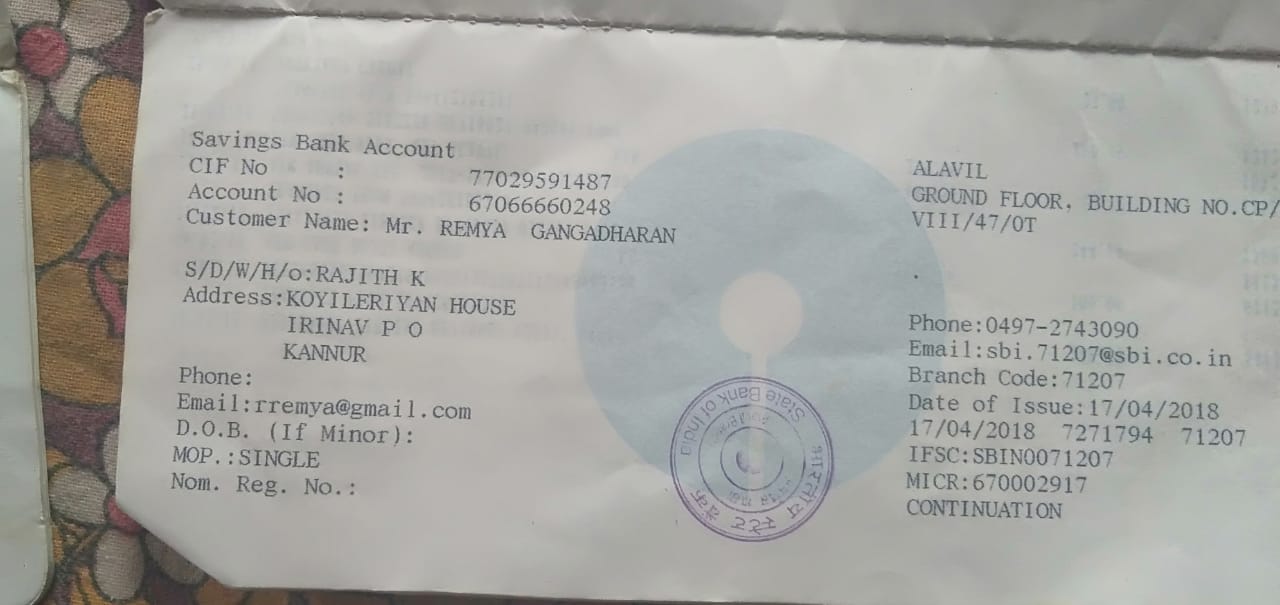 Savings Bank Account
CIF No : 77029591487
Account No : 67066660248
Customer Name: Mr. REMYA GANGADHARAN
S/D/W/H/o:RAJITH K
Address:KOYILERIYAN HOUSE
IRINAV P O
KANNUR
Phone:
Email:rremya@gmail.com
D.O.B. (If Minor):
MOP.:SINGLE
Nom. Reg. No.:
ALAVIL
GROUND FLOOR, BUILDING NO.CP/
VIII/47/0T
.
Phone:0497-2743090
Email:sbi.71207@sbi.co.in
Branch Code:71207
Date of Issue:17/04/2018
17/04/2018 7271794 71207
IFSC:SBIN0071207
MICR:670002917
CONTINUATION
State Bank of India
भारतीय स्टेट बैंक